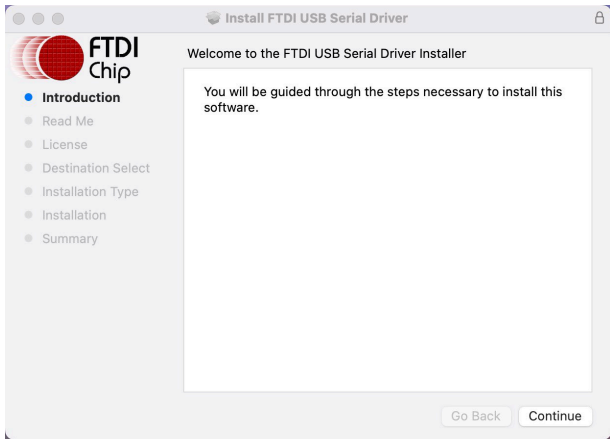 Install FTDI USB Serial Driver
FTDI
Chip
Welcome to the FTDI USB Serial Driver Installer
Introduction
Read Me
License
Destination Select
Installation Type
Installation
Summary
You will be guided through the steps necessary to install this
software.
Go Back
Continue